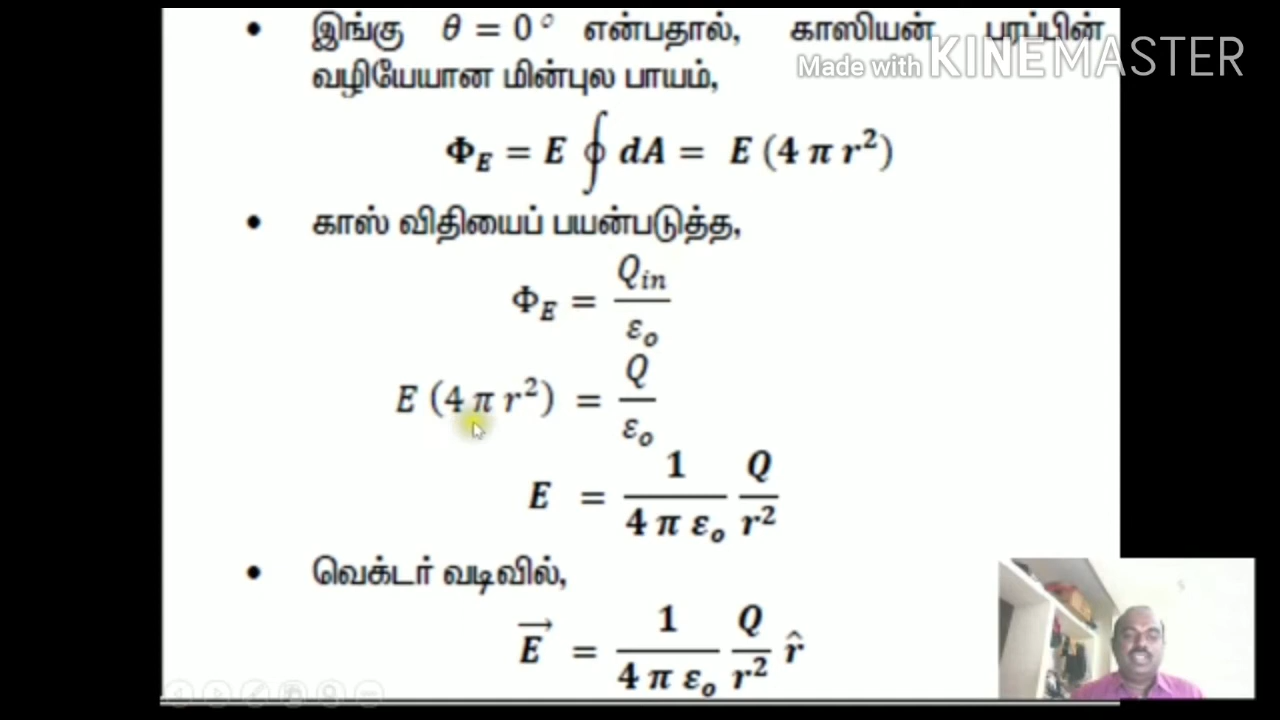 • இங்கு θ = 0° என்பதால், காஸியன் பரப்பின்
Made with KINEMASTER
வழியேயான மின்புல பாயம்,
Φ_E = E ∮ dA = E (4 π r²)
• காஸ் விதியைப் பயன்படுத்த,
Φ_E = Q_in / ε_o
E (4 π r²) = Q / ε_o
E = 1 / (4 π ε_o) Q / r²
• வெக்டர் வடிவில்,
E⃗ = 1 / (4 π ε_o) Q / r² r̂